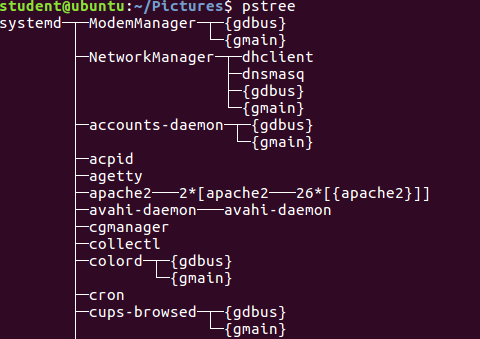 student@ubuntu:~/Pictures$ pstree
systemd─┬─ModemManager─┬─{gdbus}
        │              └─{gmain}
        ├─NetworkManager─┬─dhclient
        │                ├─dnsmasq
        │                ├─{gdbus}
        │                └─{gmain}
        ├─accounts-daemon─┬─{gdbus}
        │                 └─{gmain}
        ├─acpid
        ├─agetty
        ├─apache2───2*[apache2───26*[{apache2}]]
        ├─avahi-daemon───avahi-daemon
        ├─cgmanager
        ├─collectl
        ├─colord─┬─{gdbus}
        │        └─{gmain}
        ├─cron
        ├─cups-browsed─┬─{gdbus}
        │              └─{gmain}